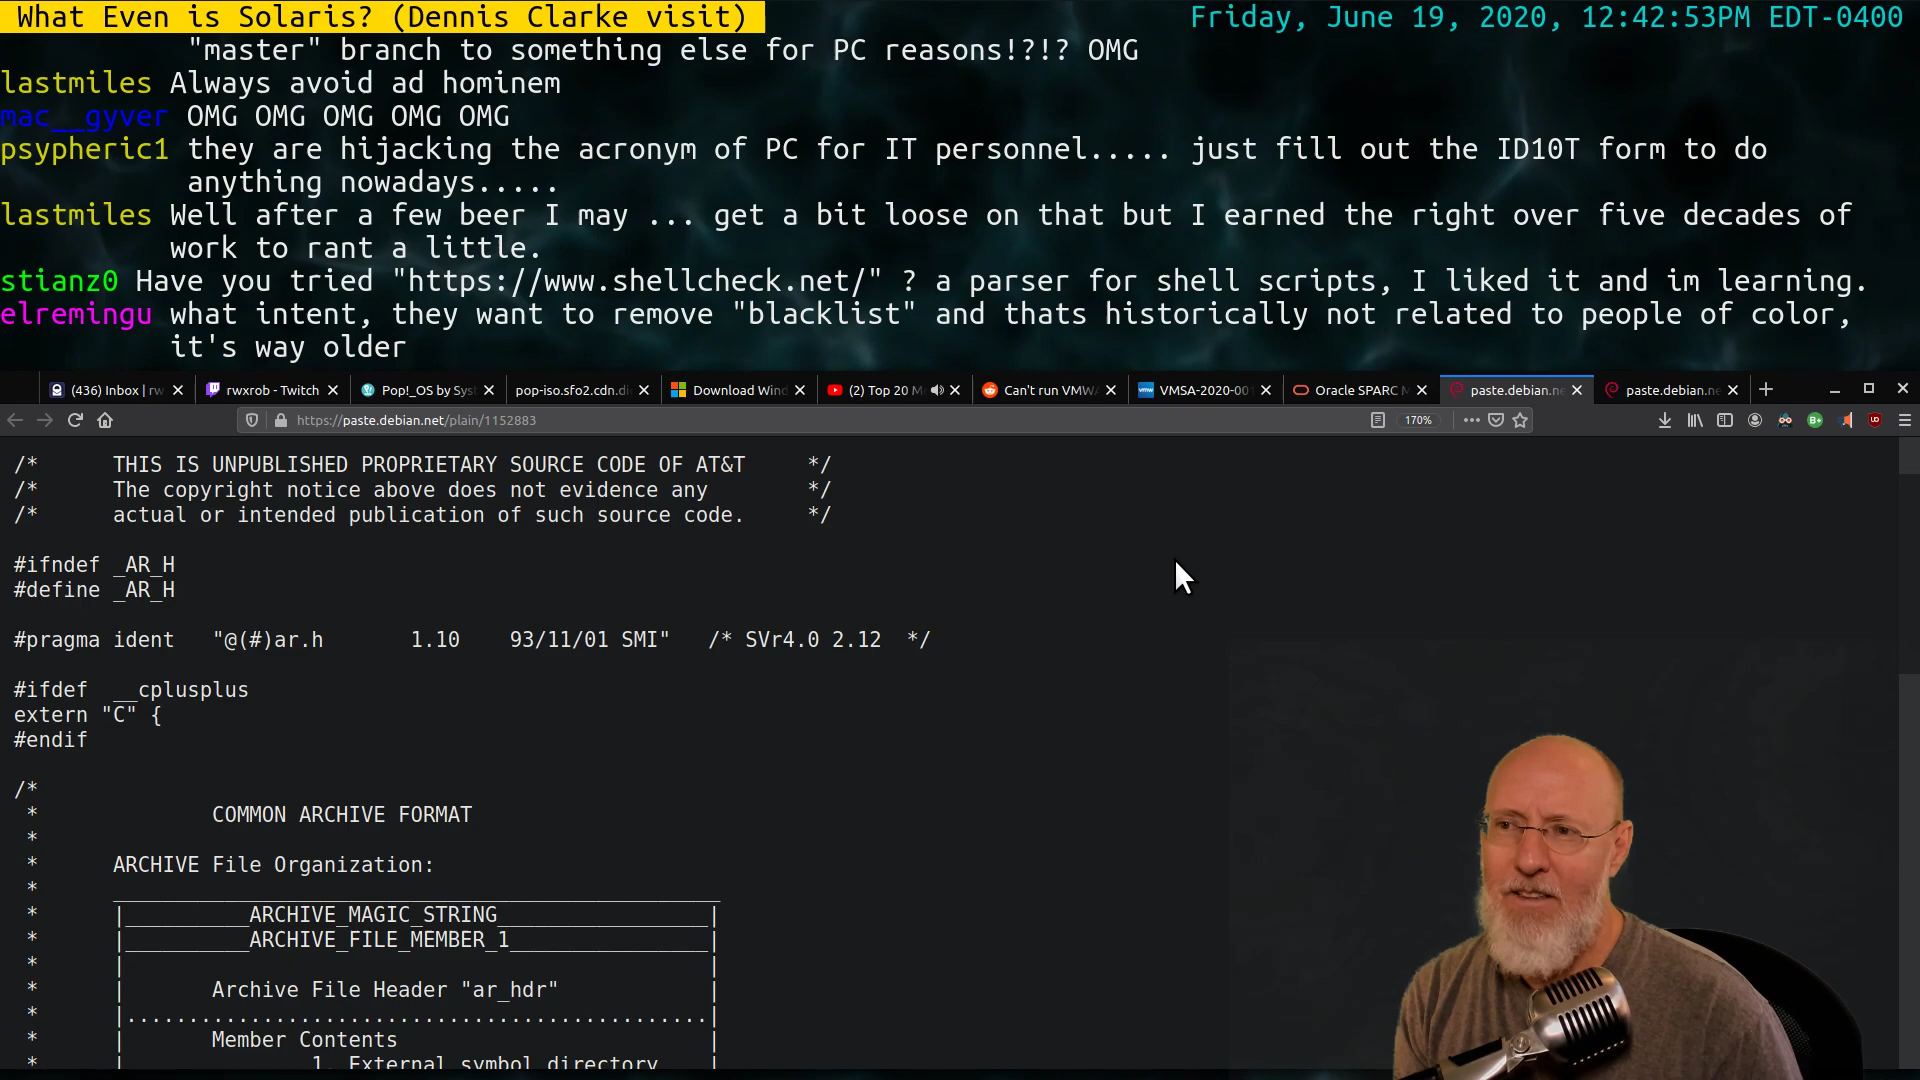 What Even is Solaris? (Dennis Clarke visit)
Friday, June 19, 2020, 12:42:53PM EDT-0400
"master" branch to something else for PC reasons!?!? OMG
lastmiles Always avoid ad hominem
mac__gyver OMG OMG OMG OMG OMG
psypheric1 they are hijacking the acronym of PC for IT personnel..... just fill out the ID10T form to do
anything nowadays.....
lastmiles Well after a few beer I may ... get a bit loose on that but I earned the right over five decades of
work to rant a little.
stianz0 Have you tried "https://www.shellcheck.net/" ? a parser for shell scripts, I liked it and im learning.
elremingu what intent, they want to remove "blacklist" and thats historically not related to people of color,
it's way older
(436) Inbox | rw
rwxrob - Twitch
Pop!_OS by Sys
pop-iso.sfo2.cdn.di
Download Wind
(2) Top 20 M
Can't run VMWA
VMSA-2020-001
Oracle SPARC M
paste.debian.ne
paste.debian.ne
https://paste.debian.net/plain/1152883
170%
/*      THIS IS UNPUBLISHED PROPRIETARY SOURCE CODE OF AT&T     */
/*      The copyright notice above does not evidence any        */
/*      actual or intended publication of such source code.     */
#ifndef _AR_H
#define _AR_H
#pragma ident   "@(#)ar.h       1.10    93/11/01 SMI"   /* SVr4.0 2.12  */
#ifdef  __cplusplus
extern "C" {
#endif
/*
 *              COMMON ARCHIVE FORMAT
 *
 *      ARCHIVE File Organization:
 *      _________________________________________________
 *      |__________ARCHIVE_MAGIC_STRING_________________|
 *      |__________ARCHIVE_FILE_MEMBER_1________________|
 *      |                                               |
 *      |       Archive File Header "ar_hdr"            |
 *      |...............................................|
 *      |       Member Contents                         |
 *      |               1. External symbol directory    |